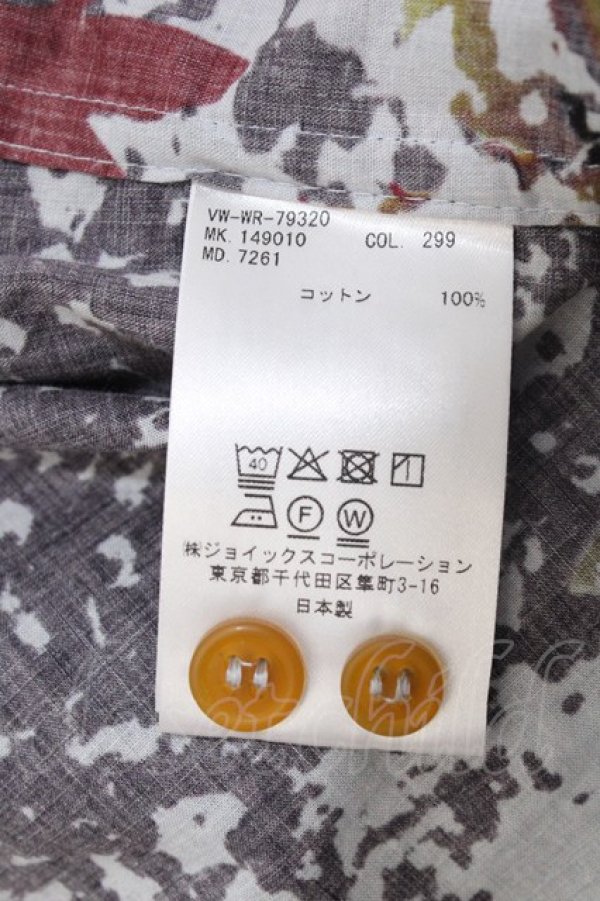 VW-WR-79320
MK. 149010 COL. 299
MD. 7261
コットン 100%
40
F W
㈱ジョイックスコーポレーション
東京都千代田区隼町3-16
日本製